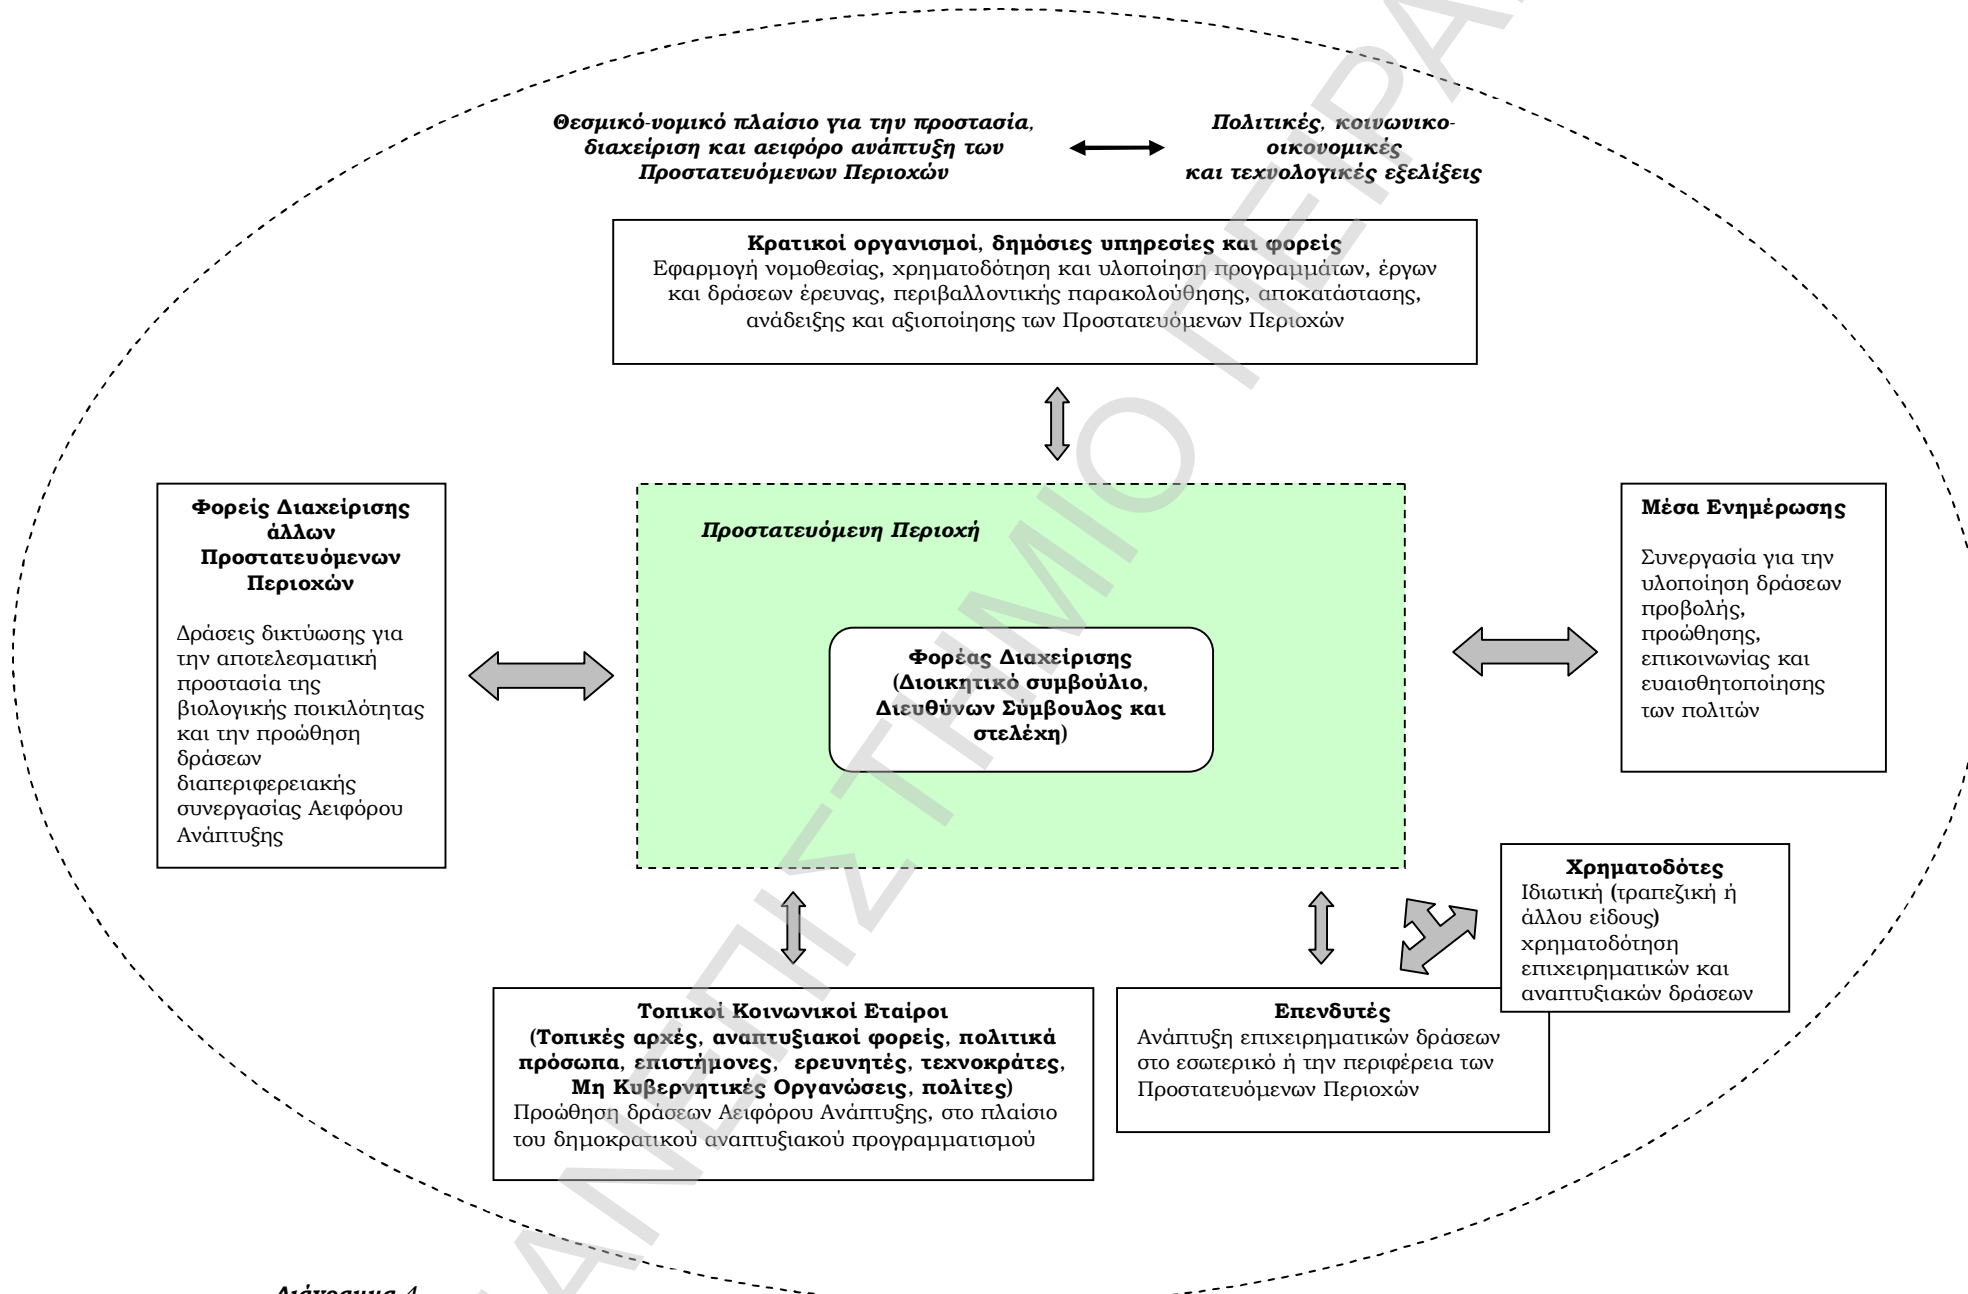 Θεσμικό-νομικό πλαίσιο για την προστασία,
διαχείριση και αειφόρο ανάπτυξη των
Προστατευόμενων Περιοχών
Πολιτικές, κοινωνικο-
οικονομικές
και τεχνολογικές εξελίξεις
Κρατικοί οργανισμοί, δημόσιες υπηρεσίες και φορείς
Εφαρμογή νομοθεσίας, χρηματοδότηση και υλοποίηση προγραμμάτων, έργων
και δράσεων έρευνας, περιβαλλοντικής παρακολούθησης, αποκατάστασης,
ανάδειξης και αξιοποίησης των Προστατευόμενων Περιοχών
Φορείς Διαχείρισης
άλλων
Προστατευόμενων
Περιοχών
Δράσεις δικτύωσης για
την αποτελεσματική
προστασία της
βιολογικής ποικιλότητας
και την προώθηση
δράσεων
διαπεριφερειακής
συνεργασίας Αειφόρου
Ανάπτυξης
Προστατευόμενη Περιοχή
Φορέας Διαχείρισης
(Διοικητικό συμβούλιο,
Διευθύνων Σύμβουλος και
στελέχη)
Μέσα Ενημέρωσης
Συνεργασία για την
υλοποίηση δράσεων
προβολής,
προώθησης,
επικοινωνίας και
ευαισθητοποίησης
των πολιτών
Χρηματοδότες
Ιδιωτική (τραπεζική ή
άλλου είδους)
χρηματοδότηση
επιχειρηματικών και
αναπτυξιακών δράσεων
Τοπικοί Κοινωνικοί Εταίροι
(Τοπικές αρχές, αναπτυξιακοί φορείς, πολιτικά
πρόσωπα, επιστήμονες, ερευνητές, τεχνοκράτες,
Μη Κυβερνητικές Οργανώσεις, πολίτες)
Προώθηση δράσεων Αειφόρου Ανάπτυξης, στο πλαίσιο
του δημοκρατικού αναπτυξιακού προγραμματισμού
Επενδυτές
Ανάπτυξη επιχειρηματικών δράσεων
στο εσωτερικό ή την περιφέρεια των
Προστατευόμενων Περιοχών
Διάγραμμα 4
ΠΑΝΕΠΙΣΤΗΜΙΟ ΠΕΙΡΑ